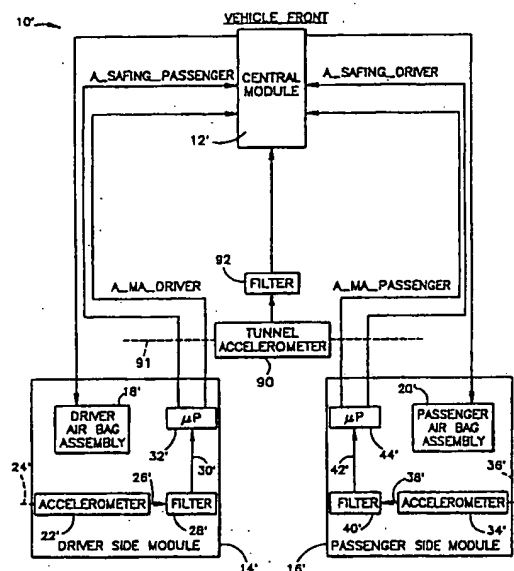 VEHICLE FRONT
10'
A_SAFING_PASSENGER
A_SAFING_DRIVER
CENTRAL
MODULE
12'
92
FILTER
A_MA_DRIVER
A_MA_PASSENGER
TUNNEL
ACCELEROMETER
91
90
18'
DRIVER
AIR BAG
ASSEMBLY
μP
32'
μP
44'
20'
PASSENGER
AIR BAG
ASSEMBLY
24'
26'
30'
42'
38'
36'
ACCELEROMETER
FILTER
FILTER
ACCELEROMETER
22'
28'
40'
34'
DRIVER SIDE MODULE
PASSENGER SIDE MODULE
14'
16'